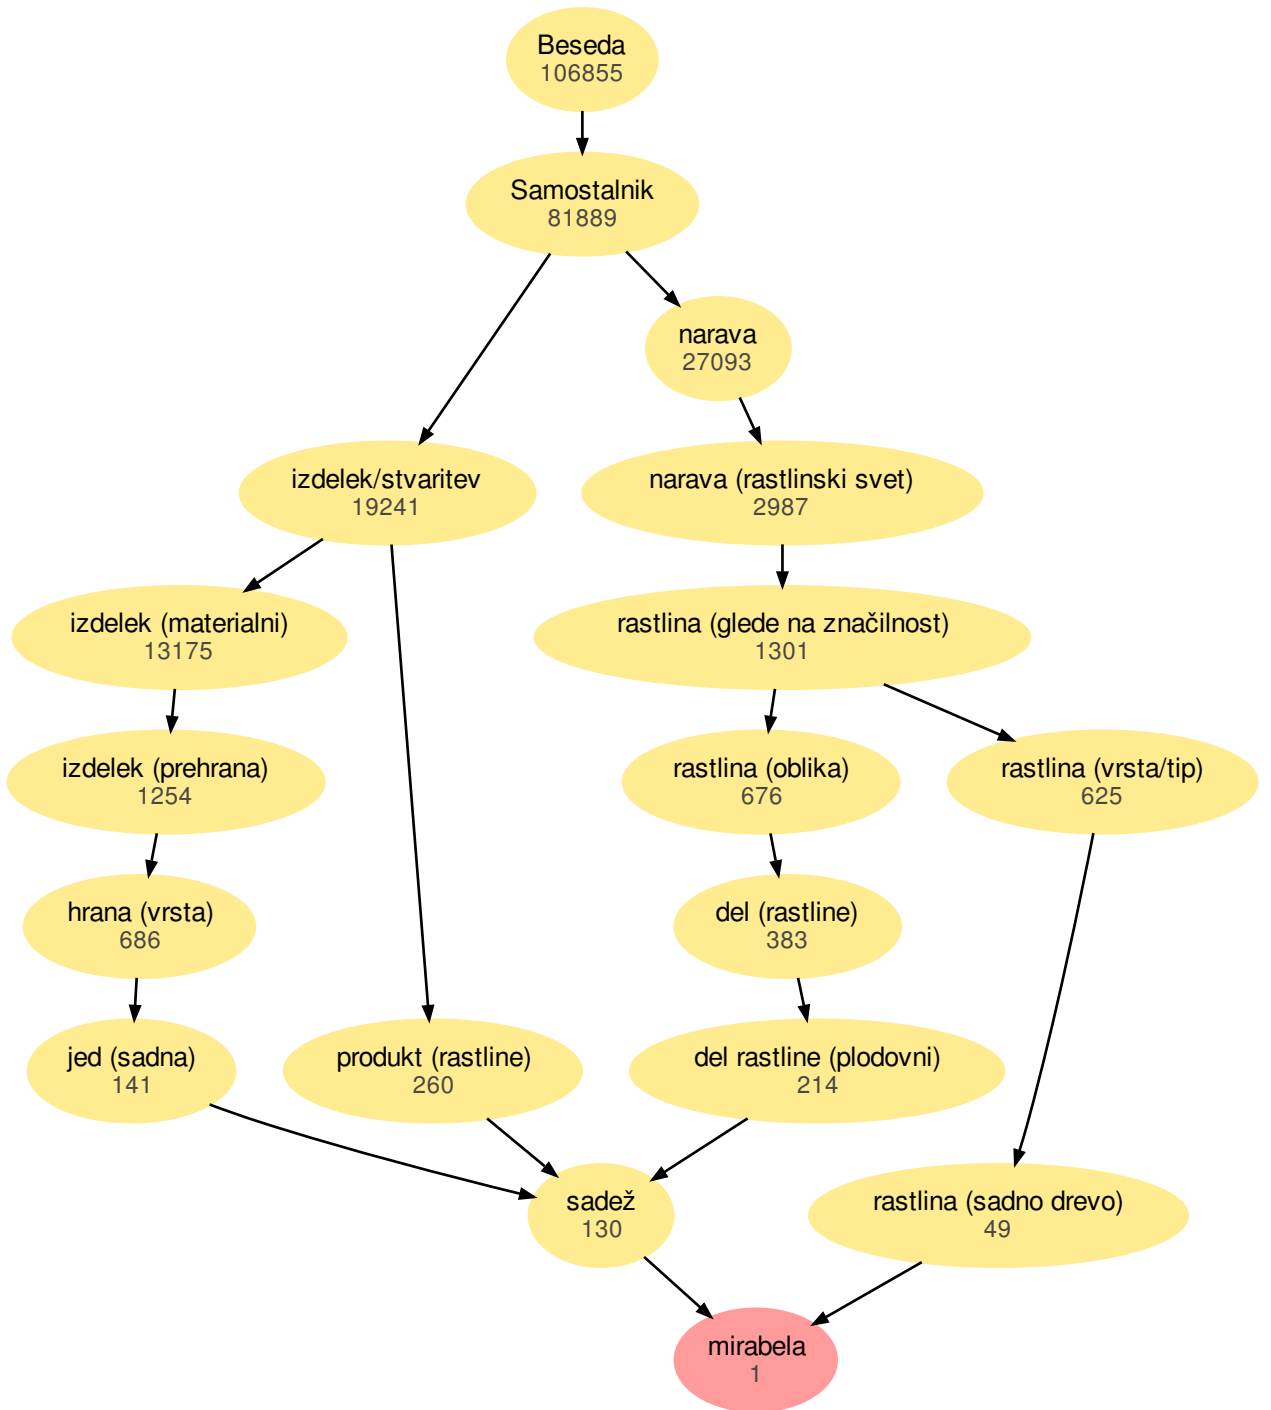 Beseda
106855
Samostalnik
81889
narava
27093
izdelek/stvaritev
19241
narava (rastlinski svet)
2987
izdelek (materialni)
13175
rastlina (glede na značilnost)
1301
izdelek (prehrana)
1254
rastlina (oblika)
676
rastlina (vrsta/tip)
625
hrana (vrsta)
686
del (rastline)
383
jed (sadna)
141
produkt (rastline)
260
del rastline (plodovni)
214
sadež
130
rastlina (sadno drevo)
49
mirabela
1